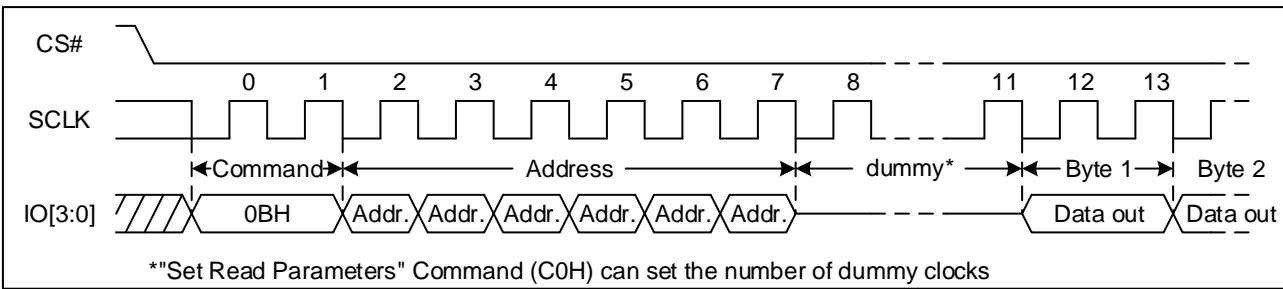 CS#
0 1 2 3 4 5 6 7 8 11 12 13
SCLK
Command Address dummy* Byte 1 Byte 2
IO[3:0] 0BH Addr. Addr. Addr. Addr. Addr. Addr. Data out Data out
*"Set Read Parameters" Command (C0H) can set the number of dummy clocks